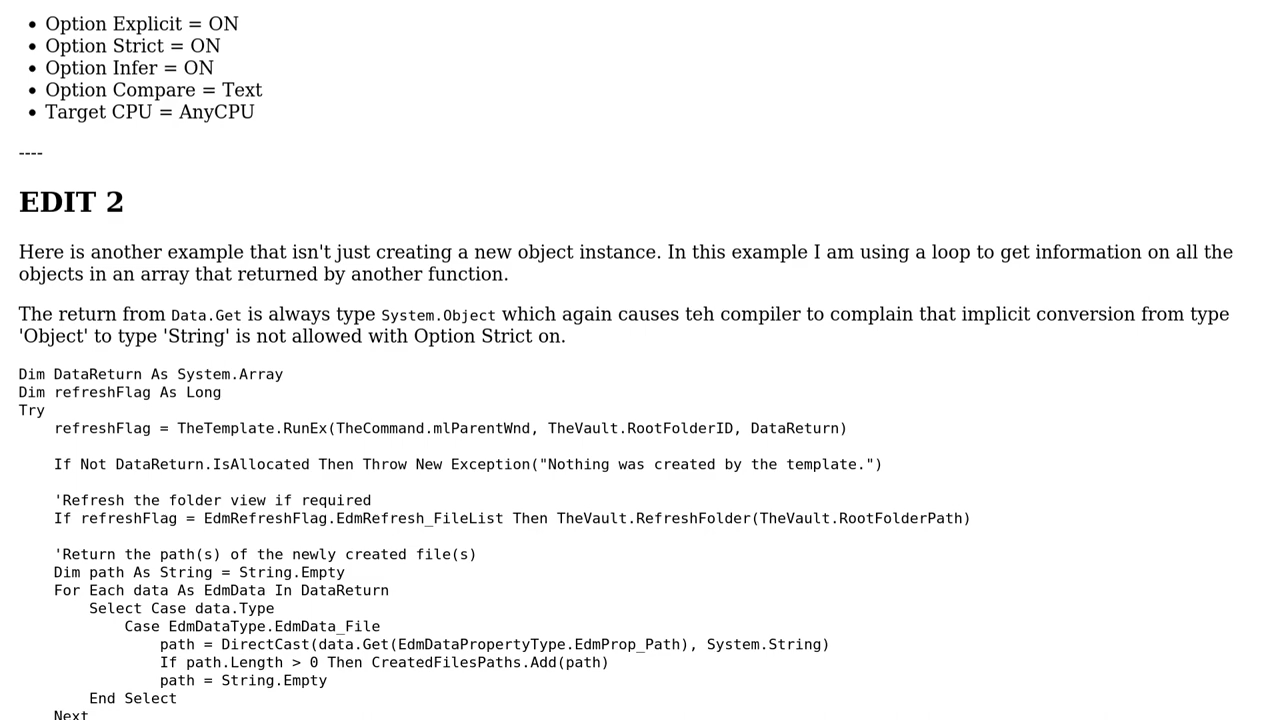 • Option Explicit = ON
• Option Strict = ON
• Option Infer = ON
• Option Compare = Text
• Target CPU = AnyCPU
----
EDIT 2
Here is another example that isn't just creating a new object instance. In this example I am using a loop to get information on all the
objects in an array that returned by another function.
The return from Data.Get is always type System.Object which again causes teh compiler to complain that implicit conversion from type
'Object' to type 'String' is not allowed with Option Strict on.
Dim DataReturn As System.Array
Dim refreshFlag As Long
Try
    refreshFlag = TheTemplate.RunEx(TheCommand.mlParentWnd, TheVault.RootFolderID, DataReturn)
    If Not DataReturn.IsAllocated Then Throw New Exception("Nothing was created by the template.")
    'Refresh the folder view if required
    If refreshFlag = EdmRefreshFlag.EdmRefresh_FileList Then TheVault.RefreshFolder(TheVault.RootFolderPath)
    'Return the path(s) of the newly created file(s)
    Dim path As String = String.Empty
    For Each data As EdmData In DataReturn
        Select Case data.Type
            Case EdmDataType.EdmData_File
                path = DirectCast(data.Get(EdmDataPropertyType.EdmProp_Path), System.String)
                If path.Length > 0 Then CreatedFilesPaths.Add(path)
                path = String.Empty
        End Select
    Next